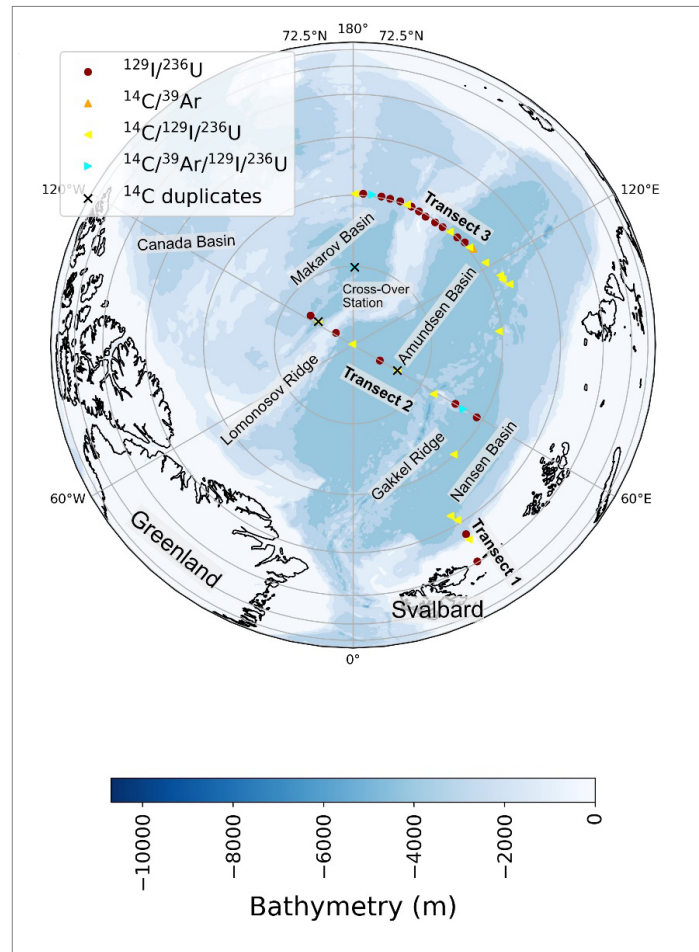 180°
72.5°N 72.5°N
¹²⁹I/²³⁶U
¹⁴C/³⁹Ar
¹⁴C/¹²⁹I/²³⁶U
¹⁴C/³⁹Ar/¹²⁹I/²³⁶U
¹⁴C duplicates
120°W
120°E
Transect 3
Canada Basin
Makarov Basin
Cross-Over
Station
Amundsen Basin
Lomonosov Ridge
Transect 2
Gakkel Ridge
Nansen Basin
60°W
60°E
Transect 1
Greenland
Svalbard
0°
−10000
−8000
−6000
−4000
−2000
0
Bathymetry (m)